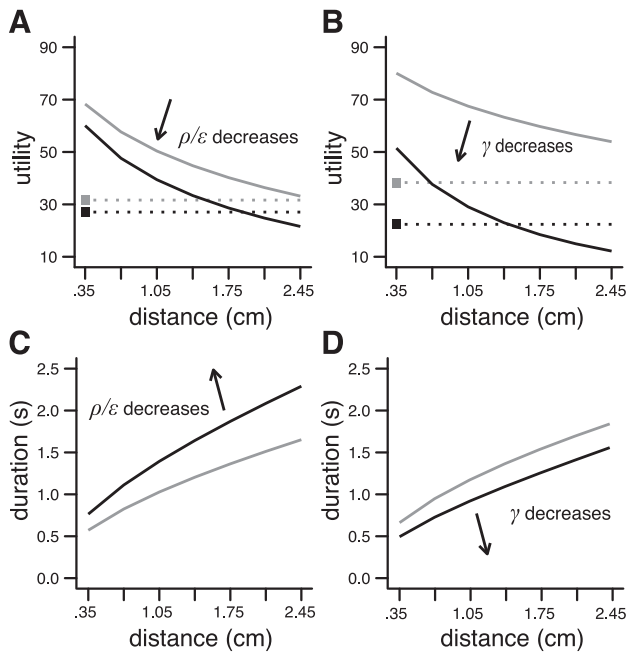 A
90
70
50
30
10
utility
ρ/ε decreases
.35
1.05
1.75
2.45
distance (cm)
B
90
70
50
30
10
utility
γ decreases
.35
1.05
1.75
2.45
distance (cm)
C
2.5
2.0
1.5
1.0
0.5
0.0
duration (s)
ρ/ε decreases
.35
1.05
1.75
2.45
distance (cm)
D
2.5
2.0
1.5
1.0
0.5
0.0
duration (s)
γ decreases
.35
1.05
1.75
2.45
distance (cm)